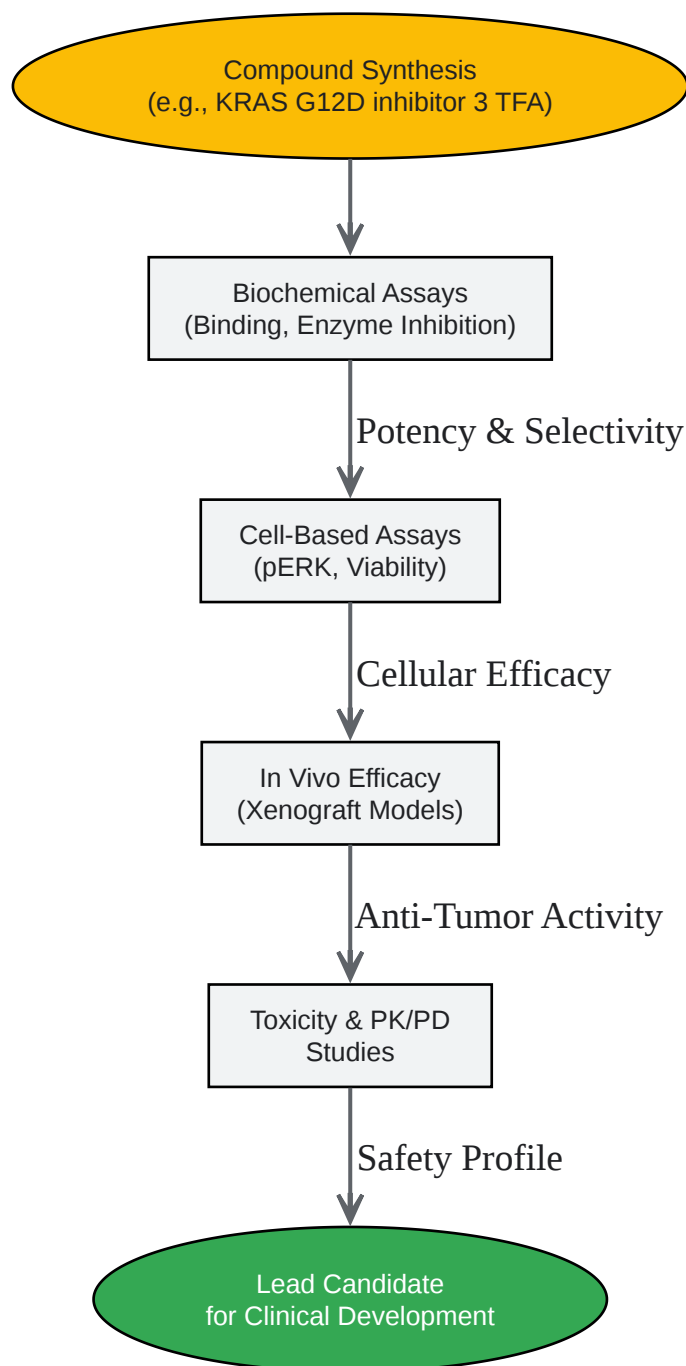 Compound Synthesis
(e.g., KRAS G12D inhibitor 3 TFA)
Biochemical Assays
(Binding, Enzyme Inhibition)
Potency & Selectivity
Cell-Based Assays
(pERK, Viability)
Cellular Efficacy
In Vivo Efficacy
(Xenograft Models)
Anti-Tumor Activity
Toxicity & PK/PD
Studies
Safety Profile
Lead Candidate
for Clinical Development